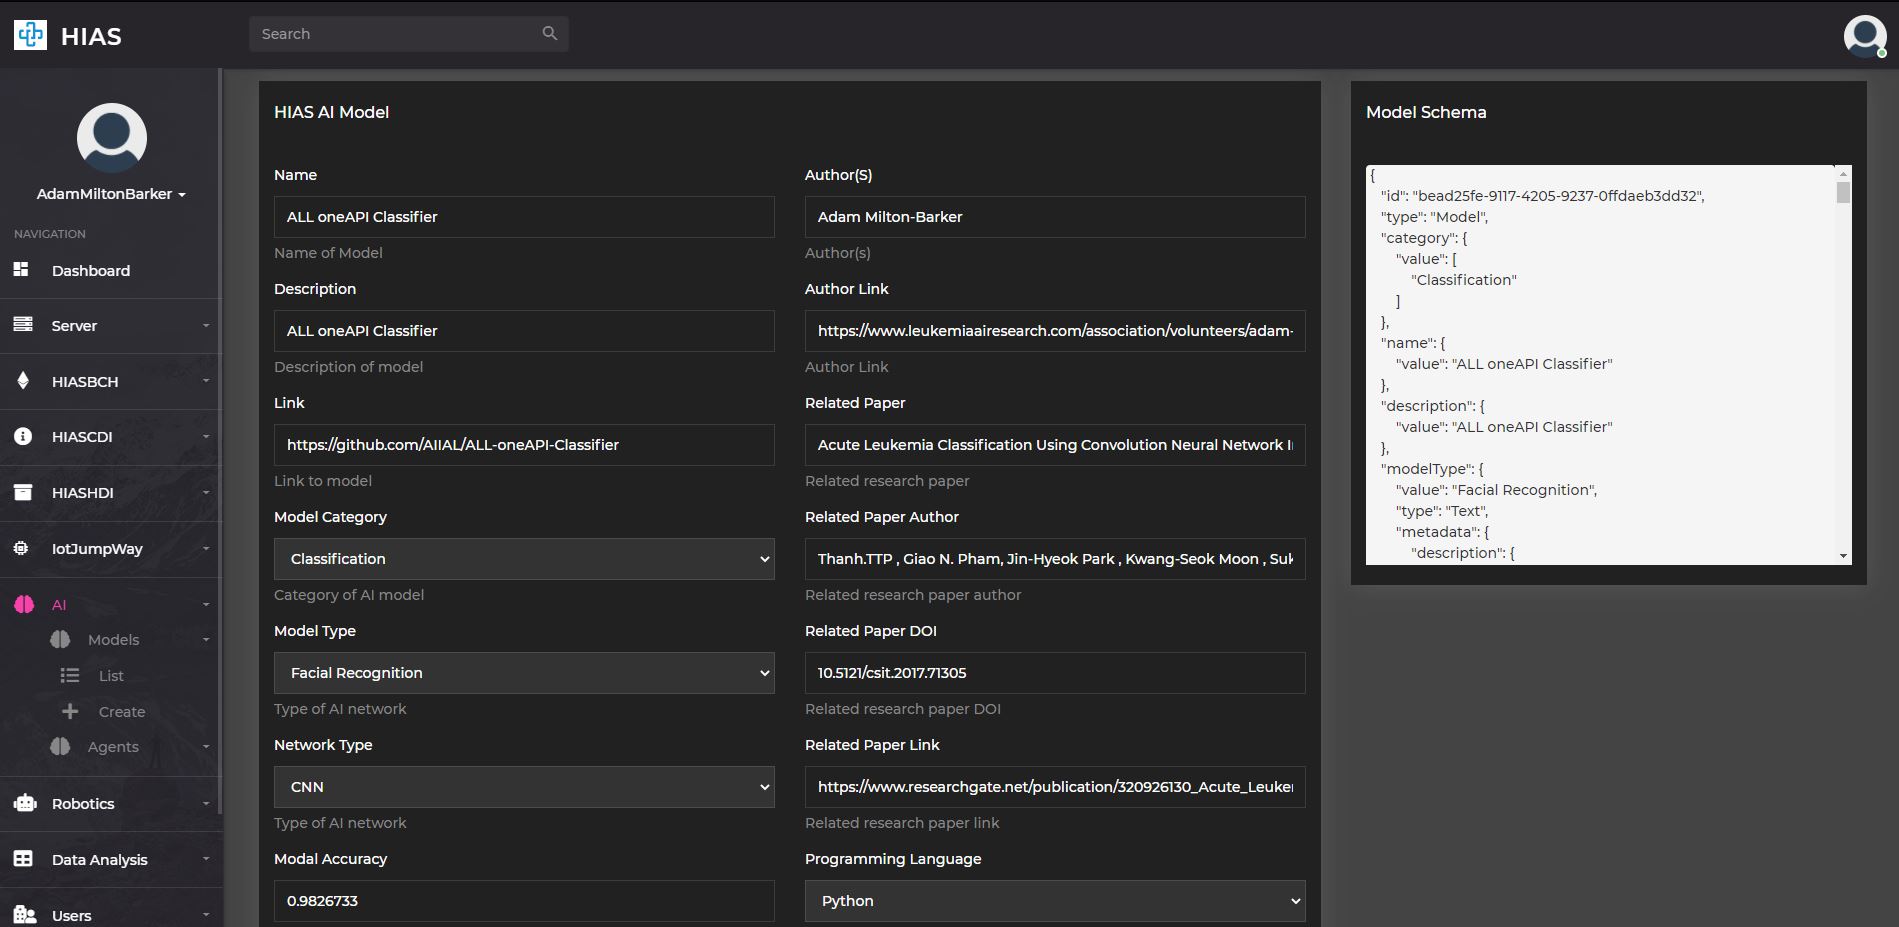 HIAS
Search
AdamMiltonBarker
NAVIGATION
Dashboard
Server
HIASBCH
HIASCDI
HIASHDI
IotJumpWay
AI
Models
List
Create
Agents
Robotics
Data Analysis
Users
HIAS AI Model
Name
ALL oneAPI Classifier
Name of Model
Description
ALL oneAPI Classifier
Description of model
Link
https://github.com/AIIAL/ALL-oneAPI-Classifier
Link to model
Model Category
Classification
Category of AI model
Model Type
Facial Recognition
Type of AI network
Network Type
CNN
Type of AI network
Modal Accuracy
0.9826733
Author(S)
Adam Milton-Barker
Author(s)
Author Link
https://www.leukemiaairesearch.com/association/volunteers/adam-
Author Link
Related Paper
Acute Leukemia Classification Using Convolution Neural Network
Related research paper
Related Paper Author
Thanh.TTP , Giao N. Pham, Jin-Hyeok Park , Kwang-Seok Moon , Suk
Related research paper author
Related Paper DOI
10.5121/csit.2017.71305
Related research paper DOI
Related Paper Link
https://www.researchgate.net/publication/320926130_Acute_Leuke
Related research paper link
Programming Language
Python
Model Schema
{
"id": "bead25fe-9117-4205-9237-0ffdaeb3dd32",
"type": "Model",
"category": {
"value": [
"Classification"
]
},
"name": {
"value": "ALL oneAPI Classifier"
},
"description": {
"value": "ALL oneAPI Classifier"
},
"modelType": {
"value": "Facial Recognition",
"type": "Text",
"metadata": {
"description": {